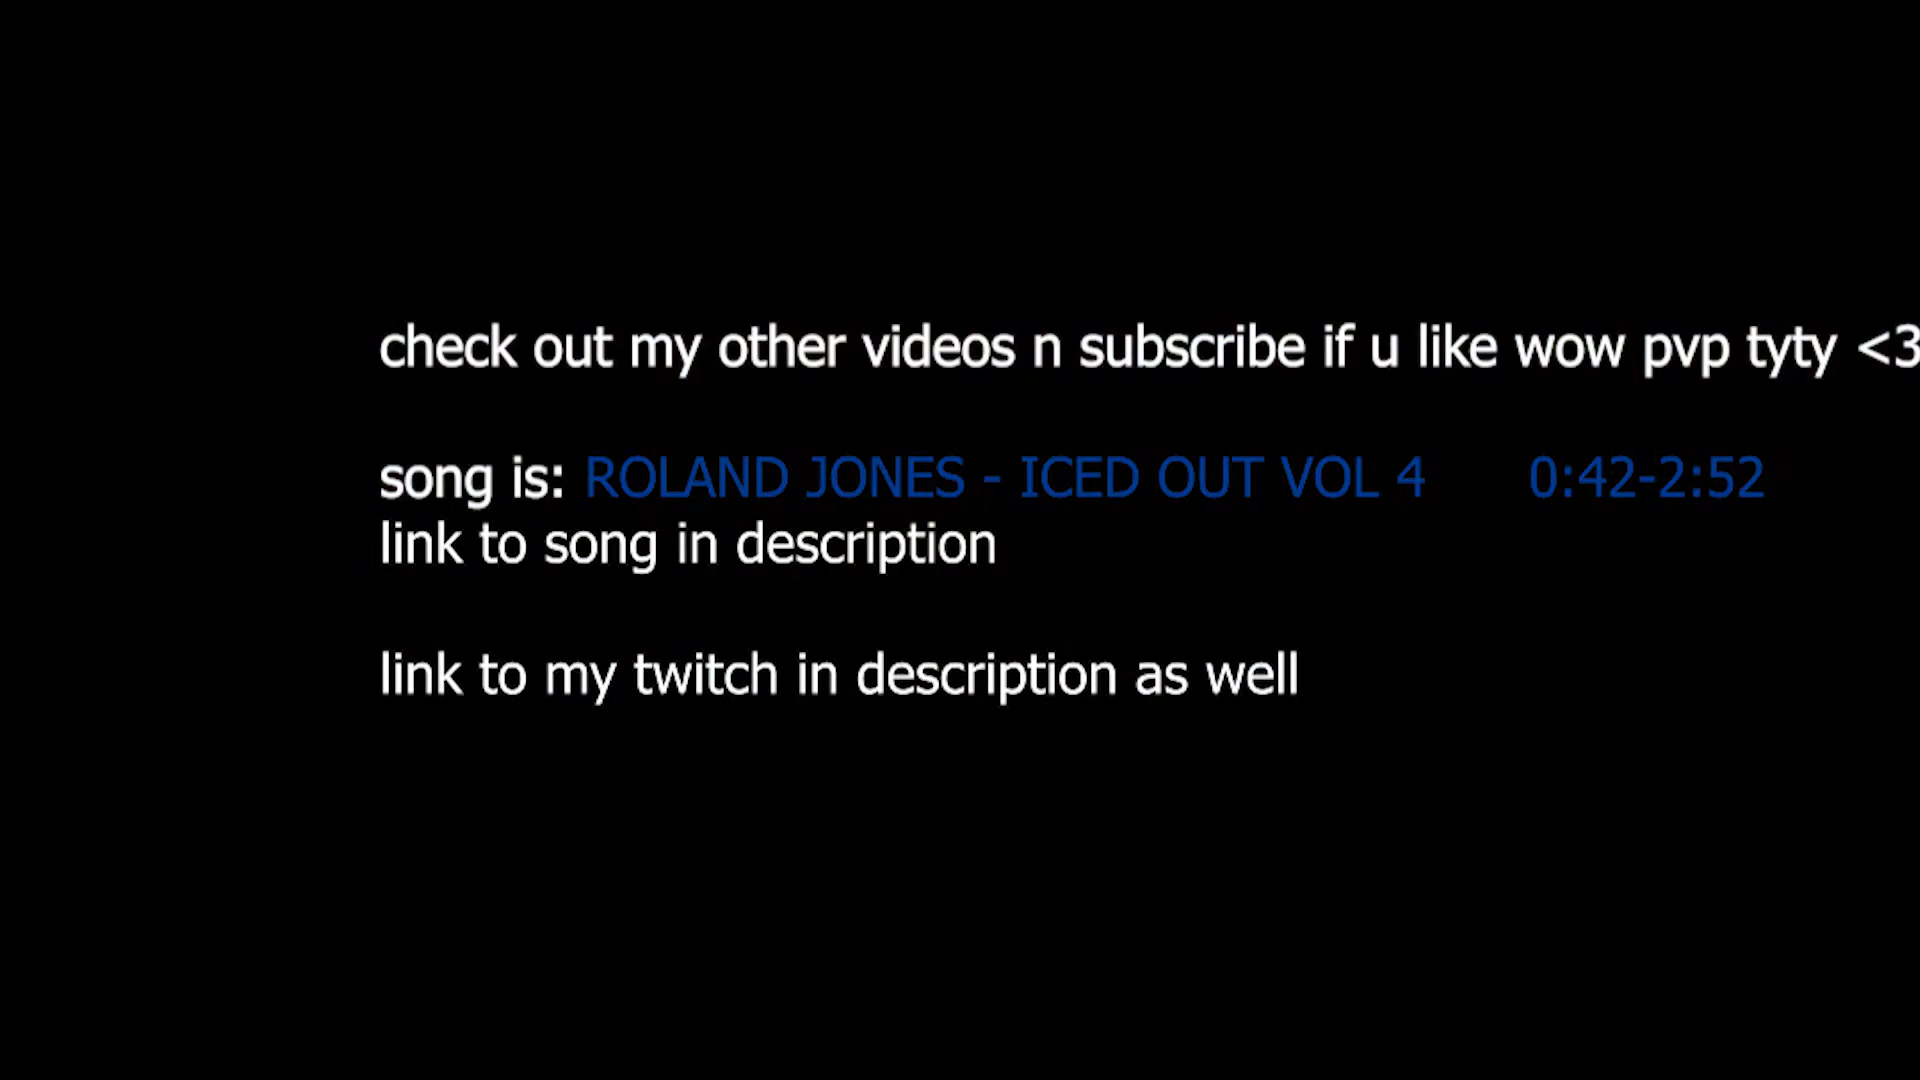 check out my other videos n subscribe if u like wow pvp tyty <3
song is: ROLAND JONES - ICED OUT VOL 4 0:42-2:52
link to song in description
link to my twitch in description as well